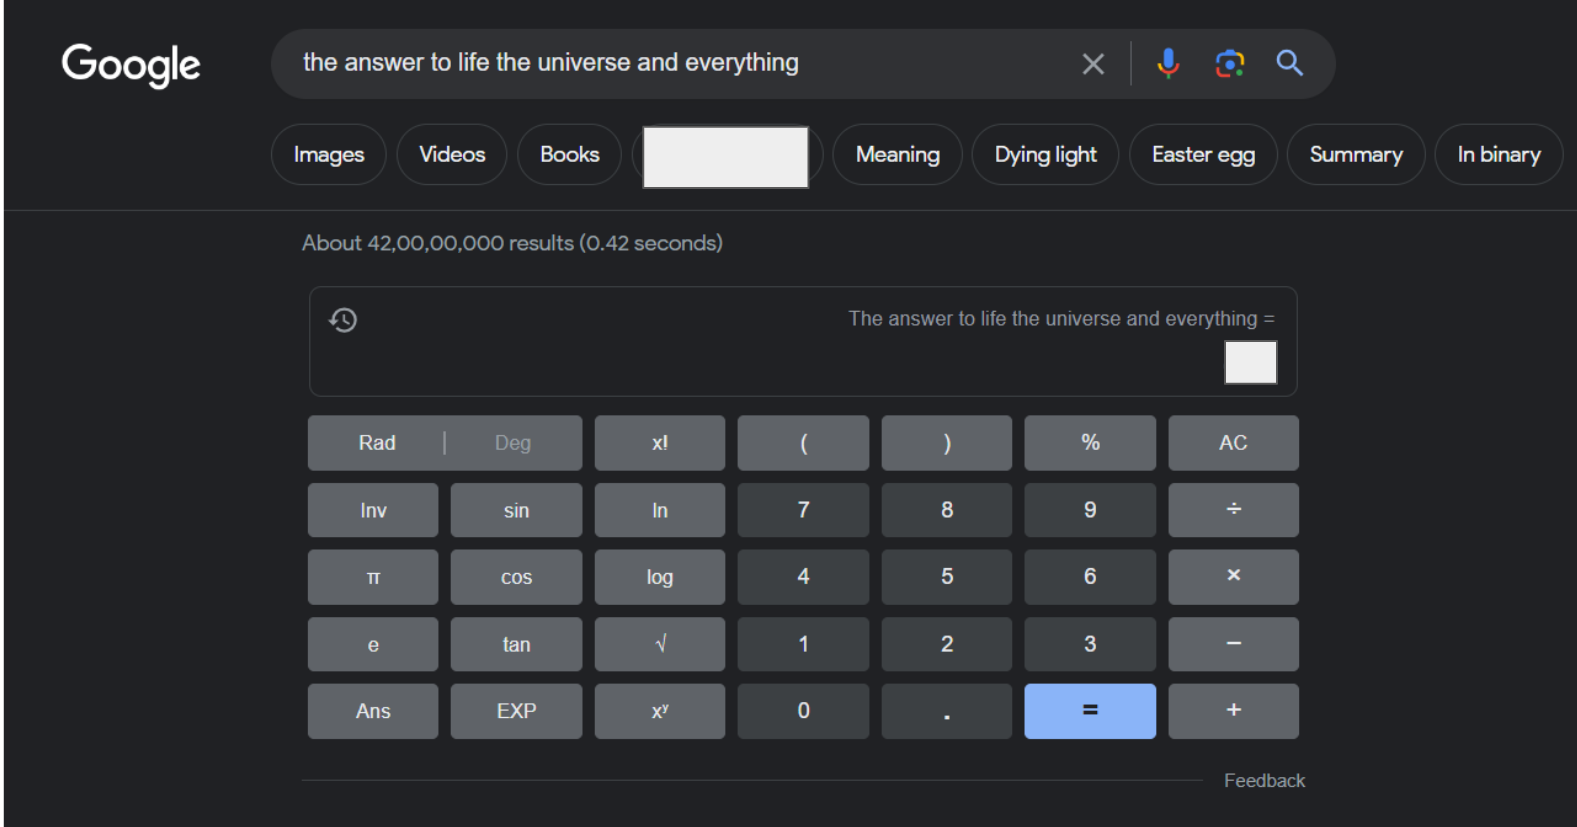 Google
the answer to life the universe and everything
Images Videos Books Meaning Dying light Easter egg Summary In binary
About 42,00,00,000 results (0.42 seconds)
The answer to life the universe and everything =
Rad | Deg x! ( ) % AC
Inv sin ln 7 8 9 ÷
π cos log 4 5 6 ×
e tan √ 1 2 3 −
Ans EXP xʸ 0 . = +
Feedback